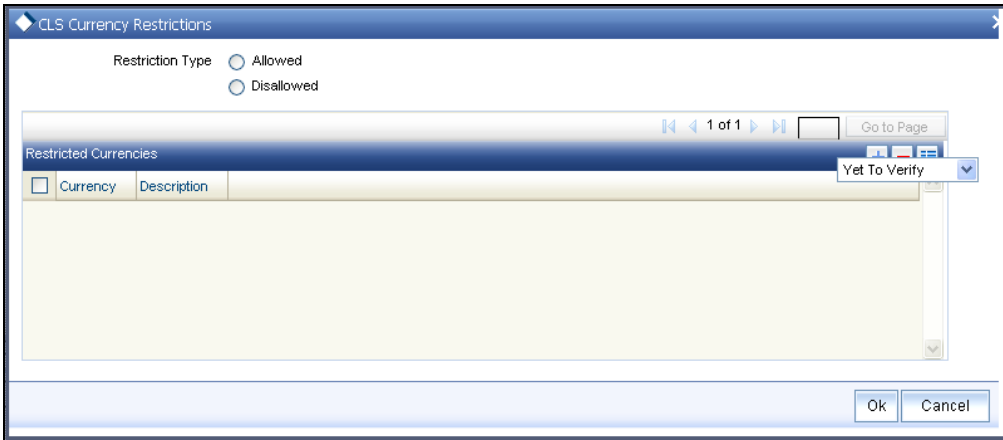 CLS Currency Restrictions
Restriction Type Allowed
Disallowed
1 of 1 Go to Page
Restricted Currencies
Yet To Verify
Currency Description
Ok Cancel